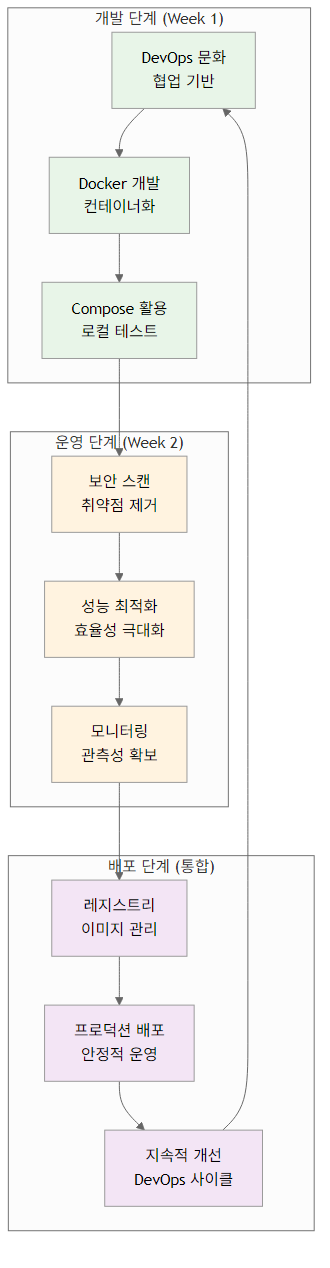 개발 단계 (Week 1)
DevOps 문화
협업 기반
Docker 개발
컨테이너화
Compose 활용
로컬 테스트
운영 단계 (Week 2)
보안 스캔
취약점 제거
성능 최적화
효율성 극대화
모니터링
관측성 확보
배포 단계 (통합)
레지스트리
이미지 관리
프로덕션 배포
안정적 운영
지속적 개선
DevOps 사이클